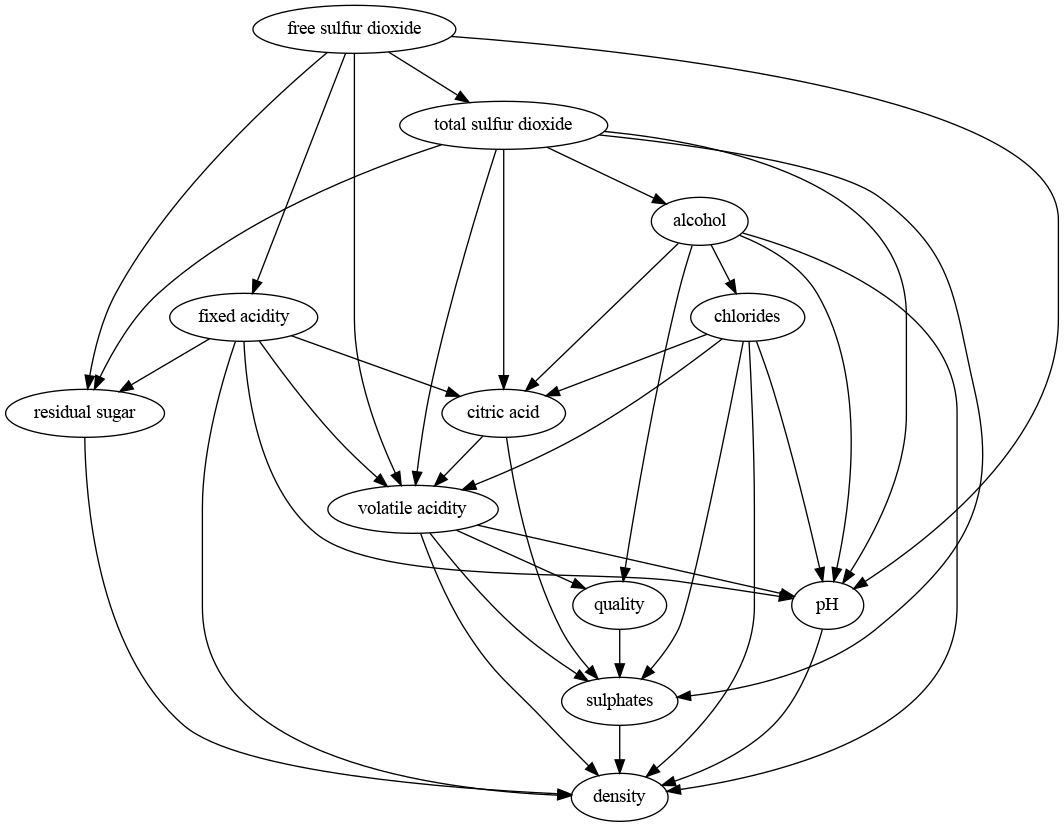 free sulfur dioxide
total sulfur dioxide
alcohol
fixed acidity
chlorides
residual sugar
citric acid
volatile acidity
quality
pH
sulphates
density